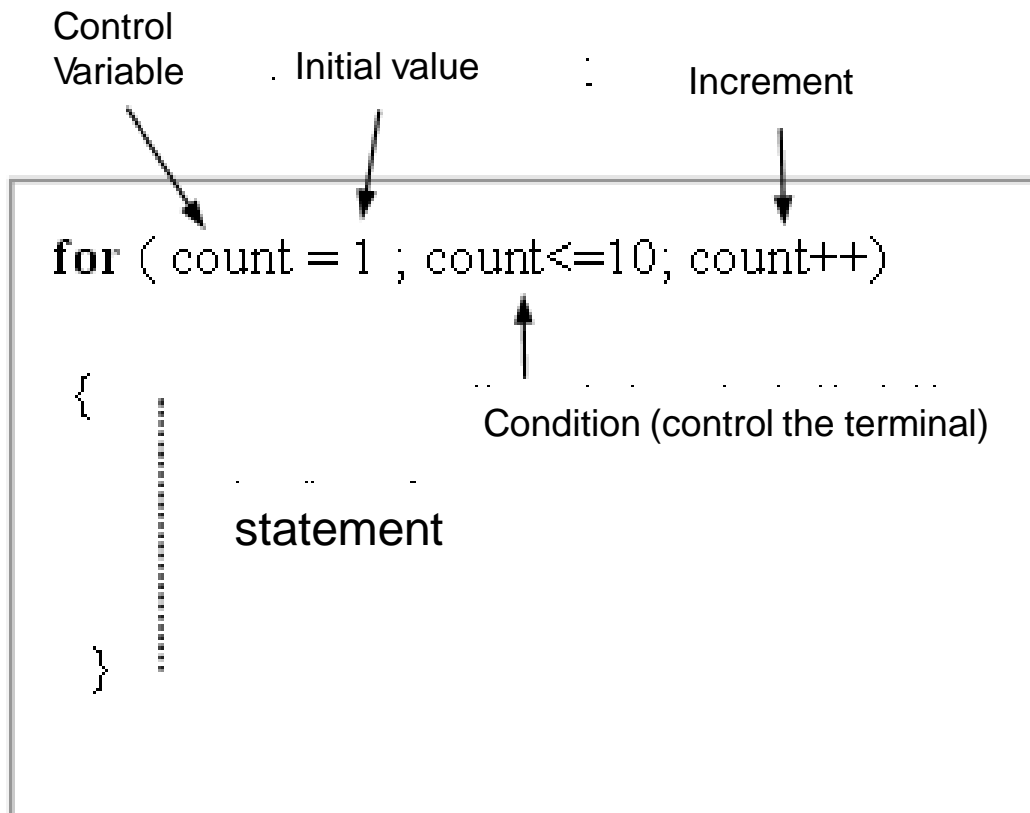 Control
Variable
Initial value
Increment
for ( count = 1 ; count<=10; count++)
{
Condition (control the terminal)
statement
}